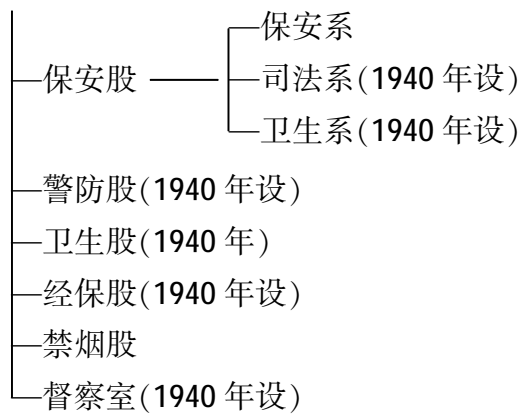 保安系
保安股
司法系(1940 年设)
卫生系(1940 年设)
警防股(1940 年设)
卫生股(1940 年)
经保股(1940 年设)
禁烟股
督察室(1940 年设)